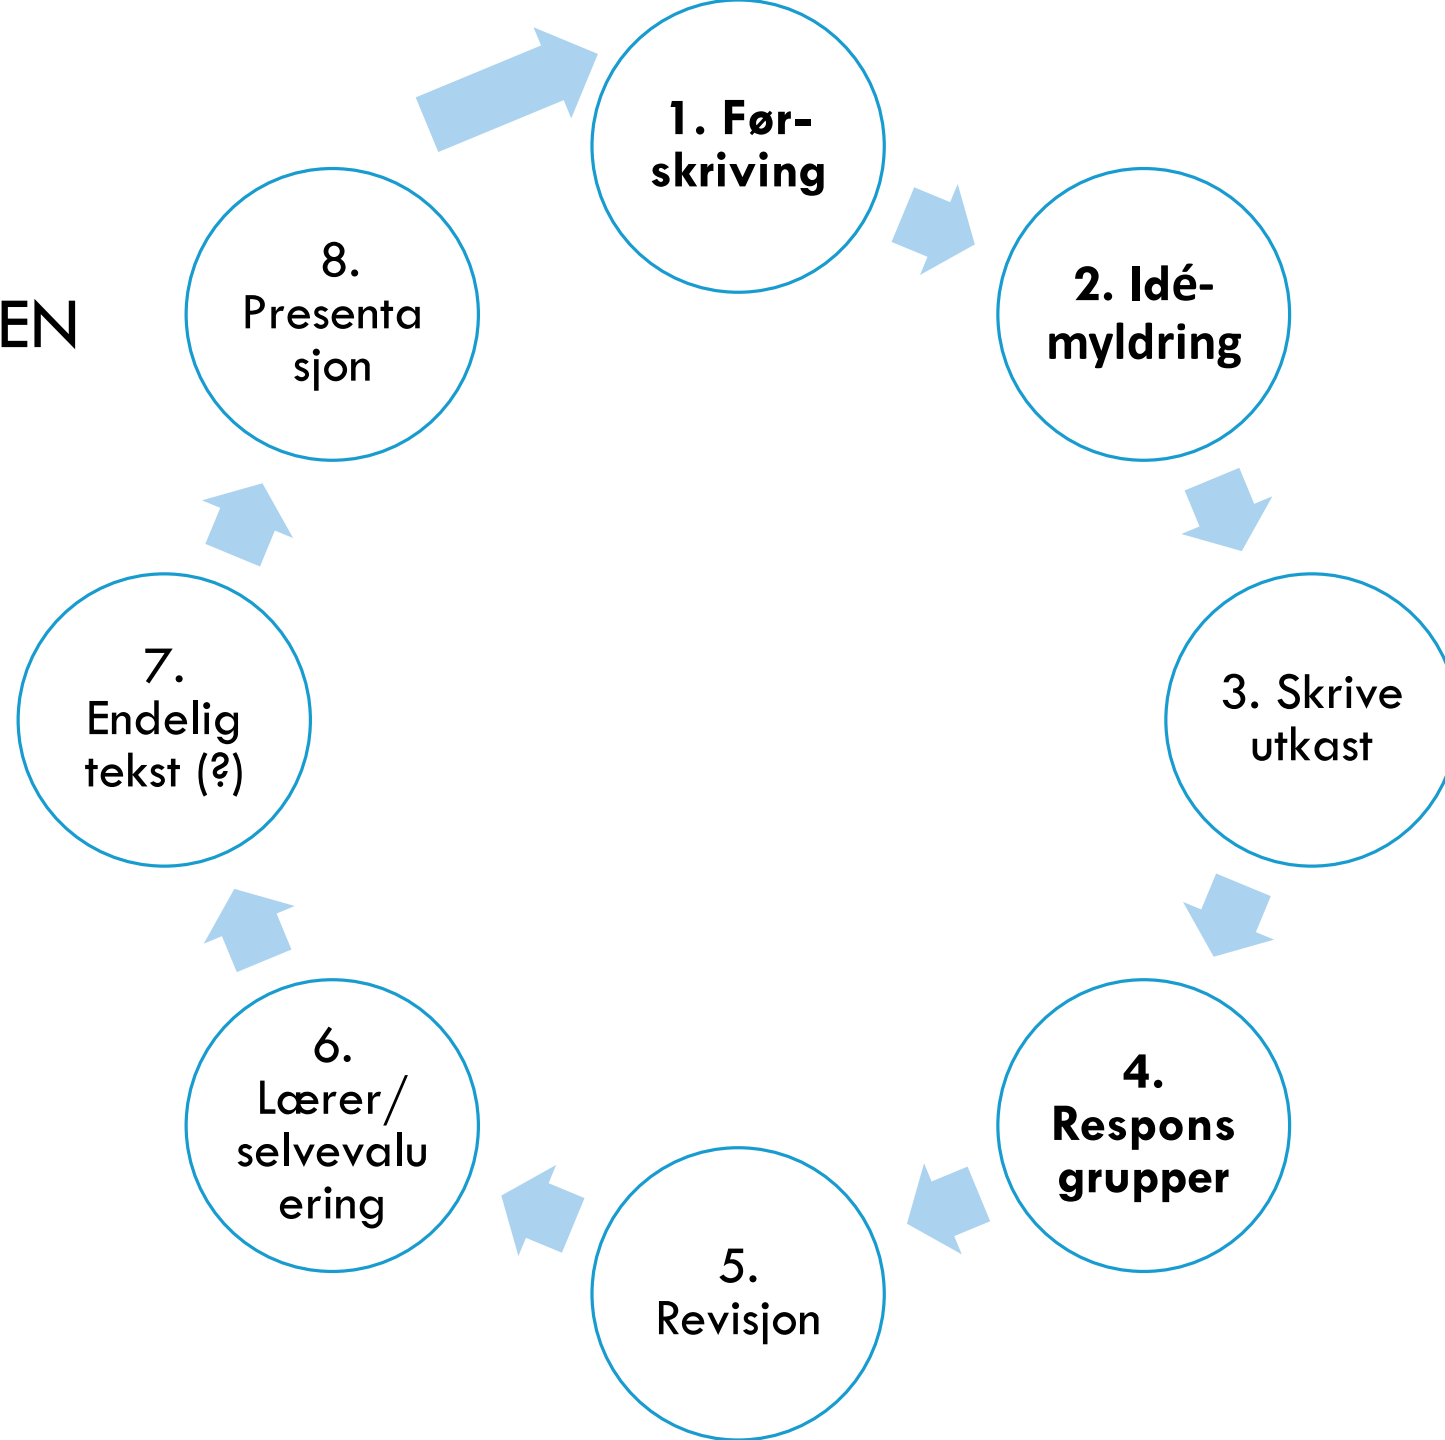 EN
1. Før-
skriving
2. Idé-
myldring
3. Skrive
utkast
4.
Respons
grupper
5.
Revisjon
6.
Lærer/
selvevalu
ering
7.
Endelig
tekst (?)
8.
Presenta
sjon